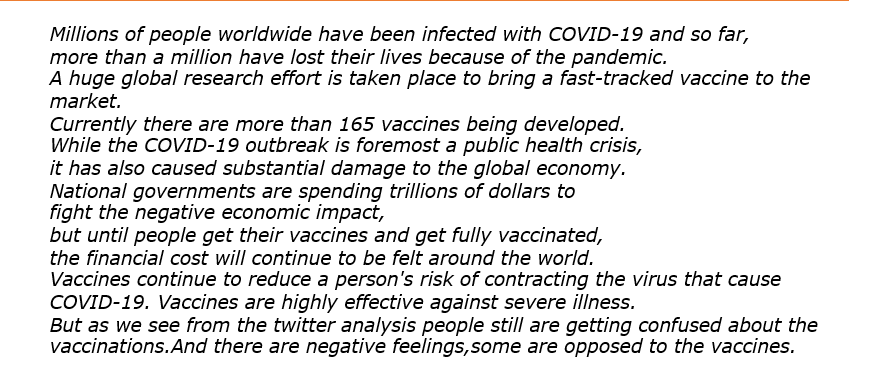 Millions of people worldwide have been infected with COVID-19 and so far,
more than a million have lost their lives because of the pandemic.
A huge global research effort is taken place to bring a fast-tracked vaccine to the
market.
Currently there are more than 165 vaccines being developed.
While the COVID-19 outbreak is foremost a public health crisis,
it has also caused substantial damage to the global economy.
National governments are spending trillions of dollars to
fight the negative economic impact,
but until people get their vaccines and get fully vaccinated,
the financial cost will continue to be felt around the world.
Vaccines continue to reduce a person's risk of contracting the virus that cause
COVID-19. Vaccines are highly effective against severe illness.
But as we see from the twitter analysis people still are getting confused about the
vaccinations.And there are negative feelings,some are opposed to the vaccines.